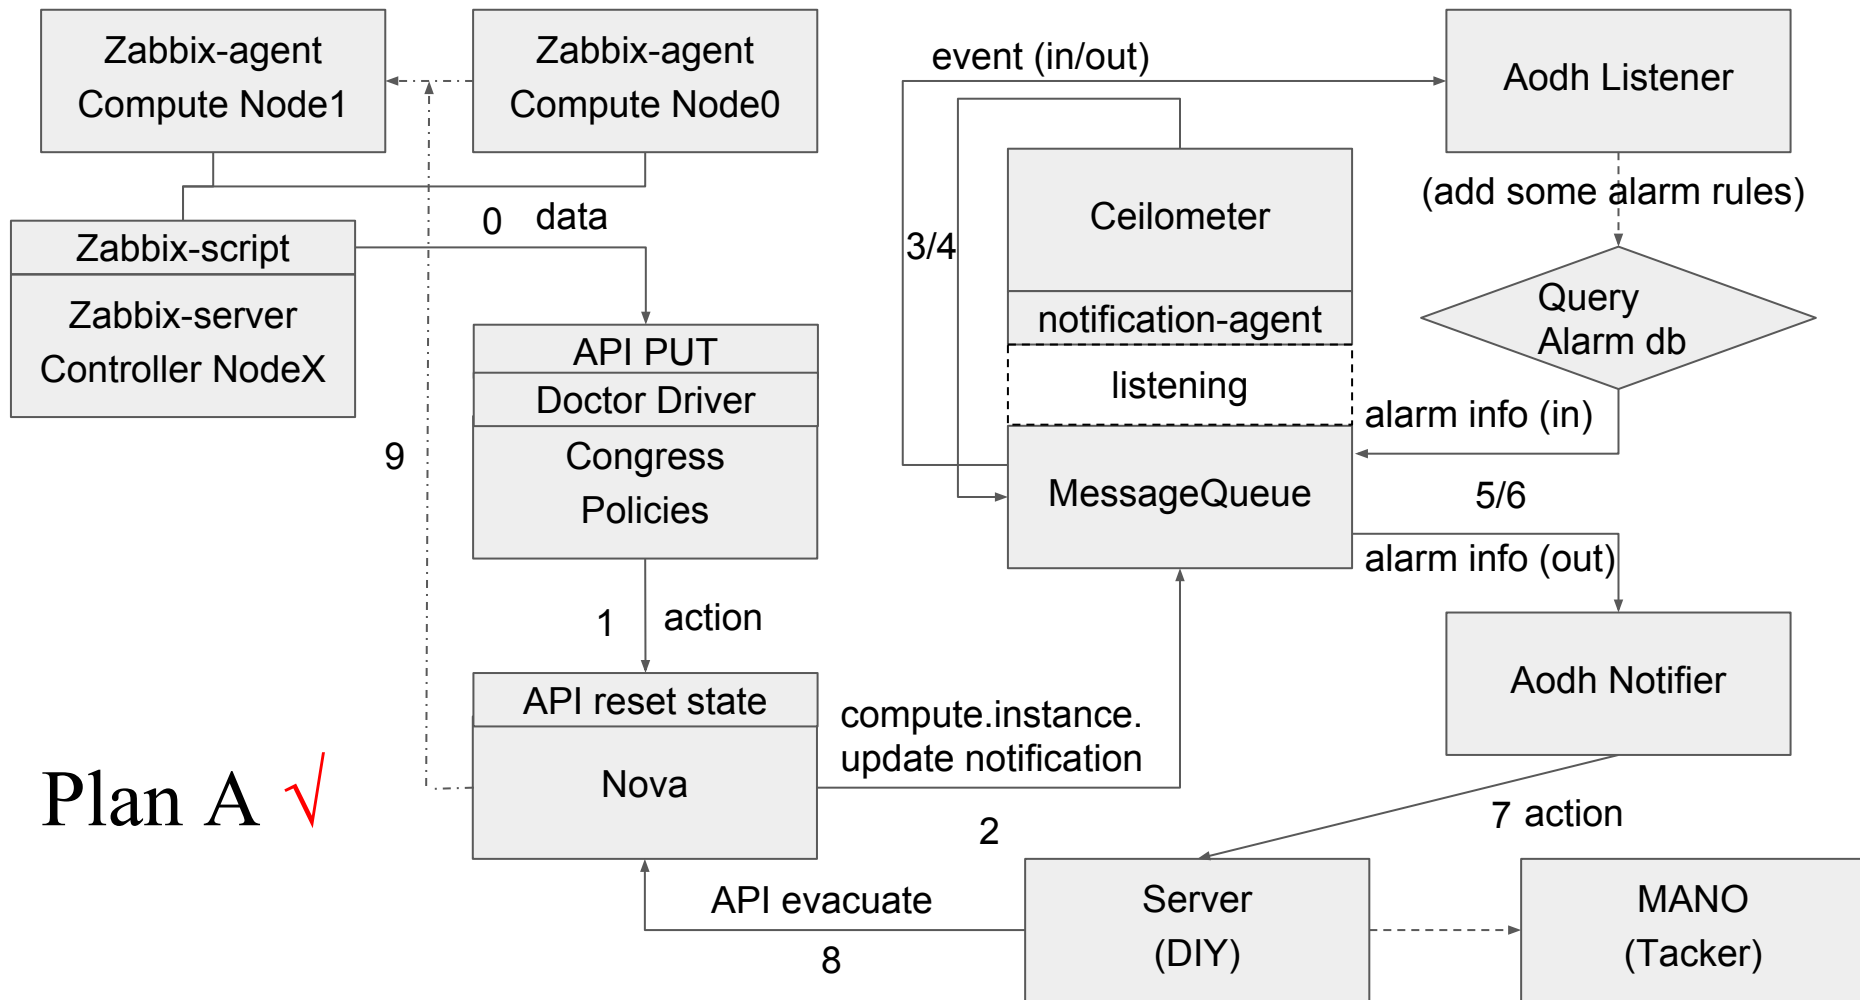 Zabbix-agent
Compute Node1
Zabbix-agent
Compute Node0
event (in/out)
Aodh Listener
(add some alarm rules)
0
data
Zabbix-script
Zabbix-server
Controller NodeX
3/4
Ceilometer
notification-agent
listening
MessageQueue
Query
Alarm db
API PUT
Doctor Driver
Congress
Policies
9
alarm info (in)
5/6
alarm info (out)
1
action
API reset state
Nova
compute.instance.
update notification
2
Aodh Notifier
Plan A √
7 action
API evacuate
8
Server
(DIY)
MANO
(Tacker)